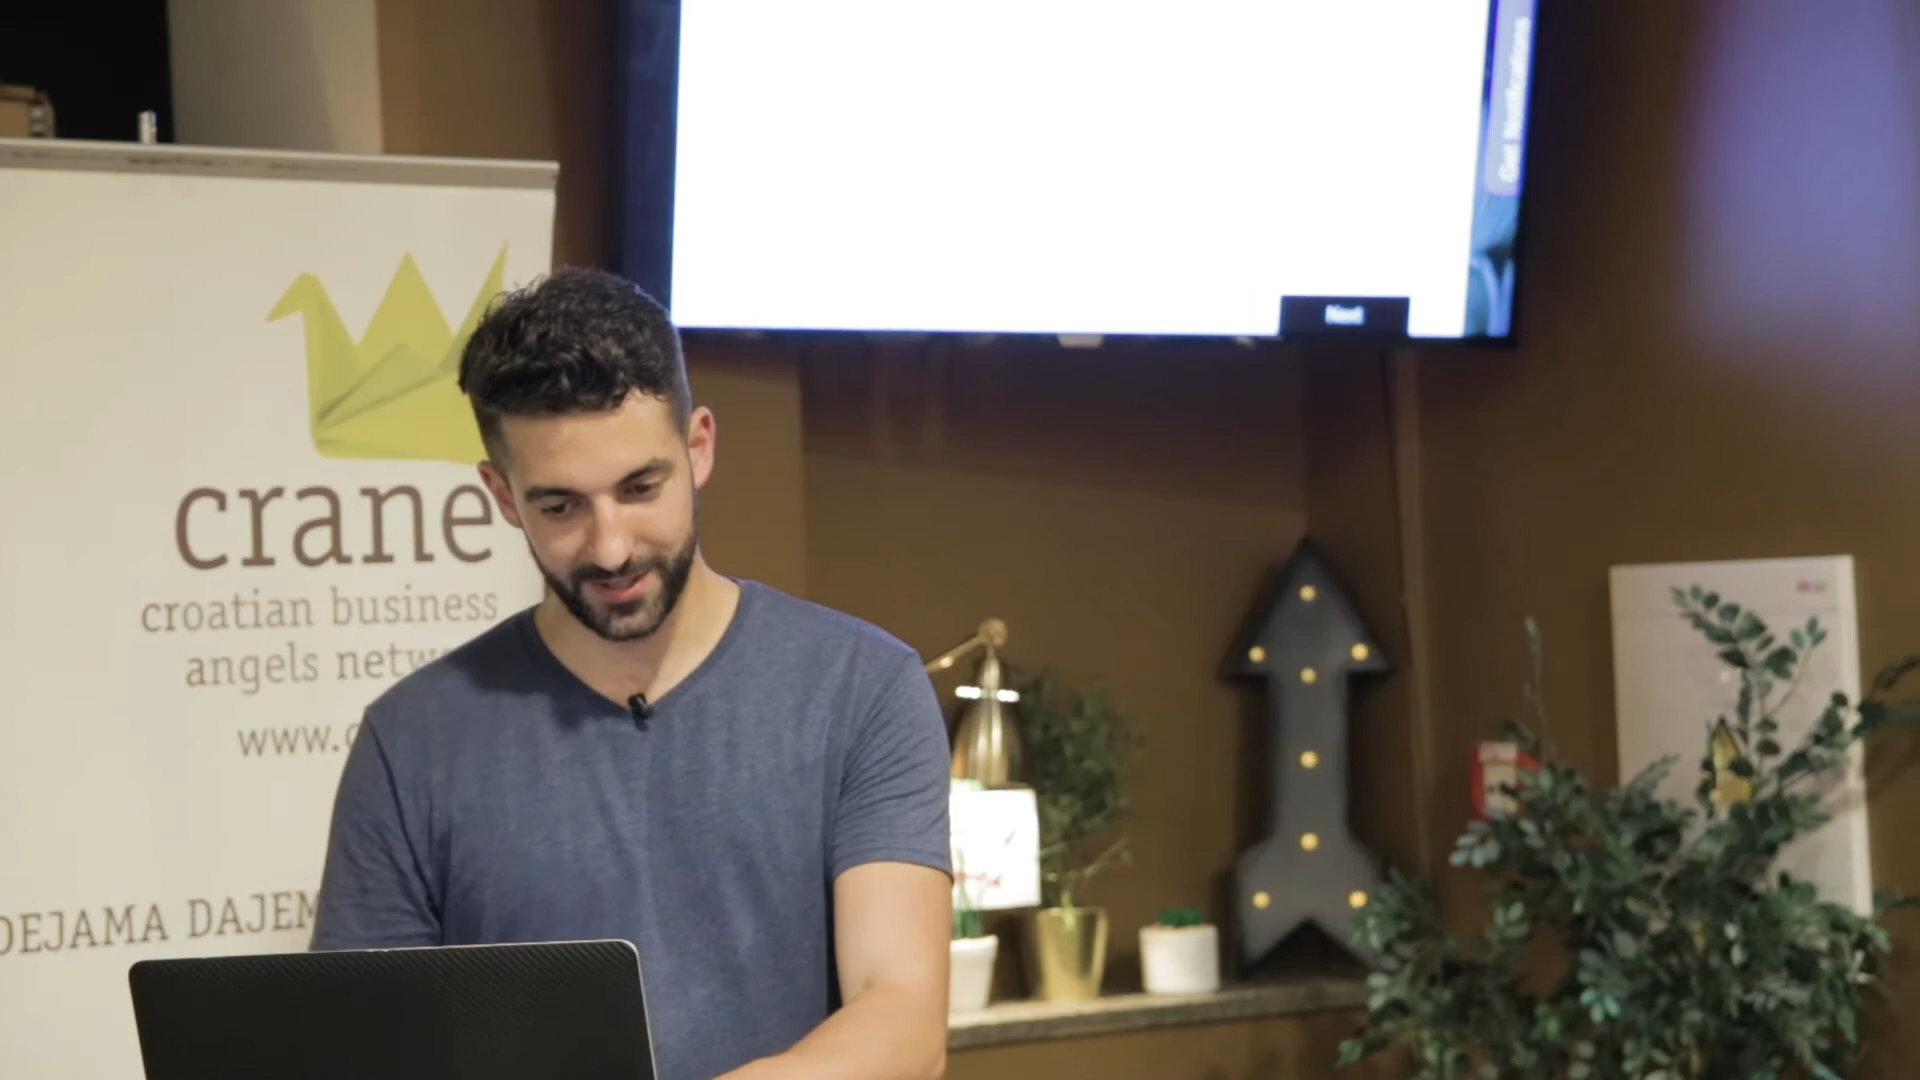 Get Notifications
Next
crane
croatian business
angels netw
www.c
DEJAMA DAJEM